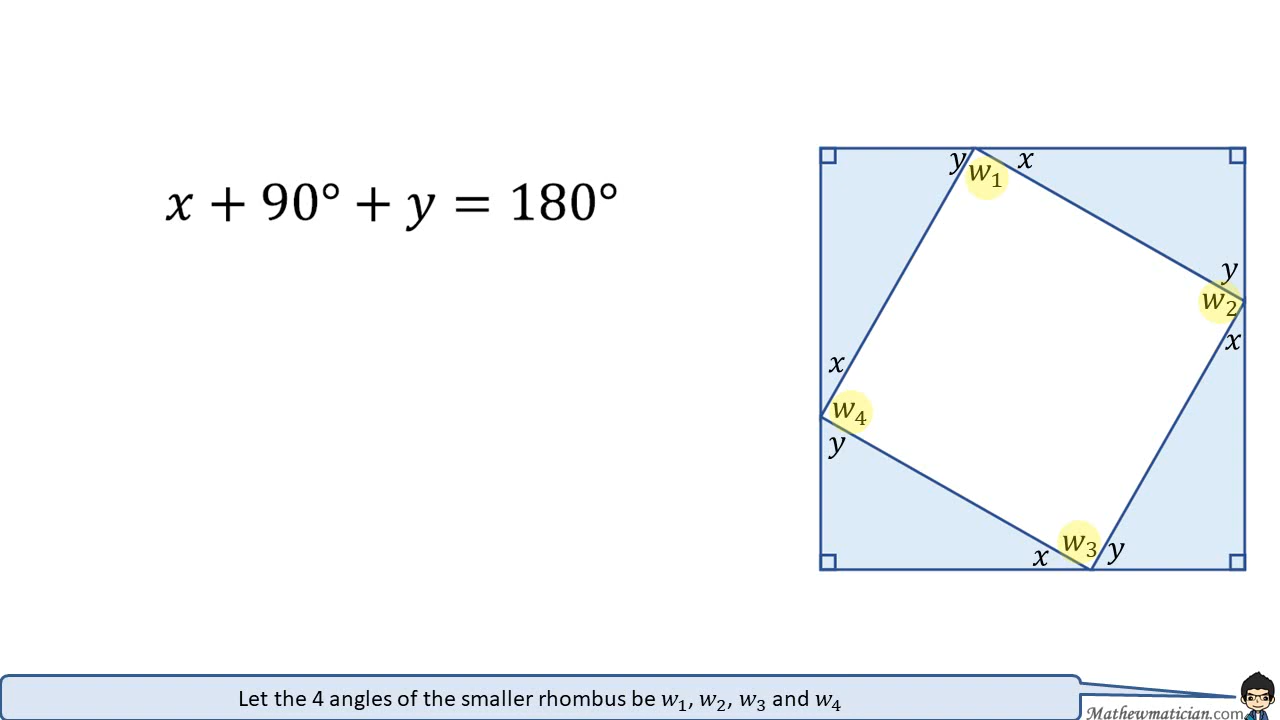 x + 90° + y = 180°
y w₁ x
y
w₂
x
x
w₄
y
x w₃ y
Let the 4 angles of the smaller rhombus be w₁, w₂, w₃ and w₄
Mathewmatician.com